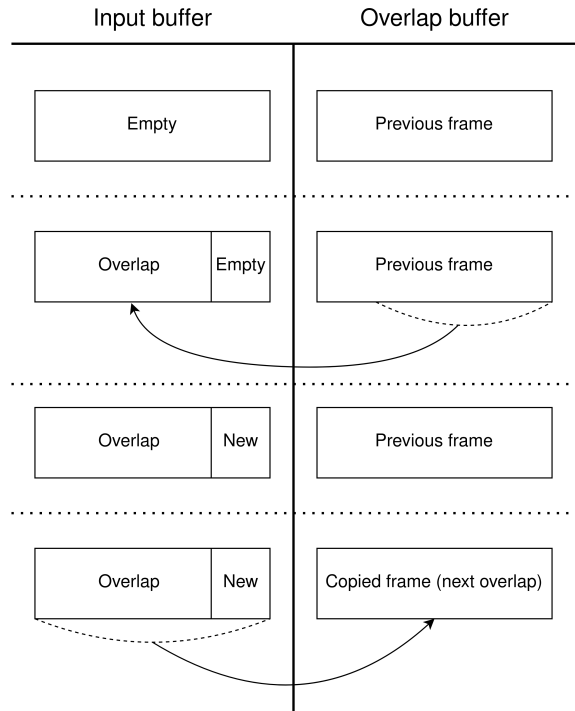 Input buffer
Overlap buffer
Empty
Previous frame
Overlap
Empty
Previous frame
Overlap
New
Previous frame
Overlap
New
Copied frame (next overlap)